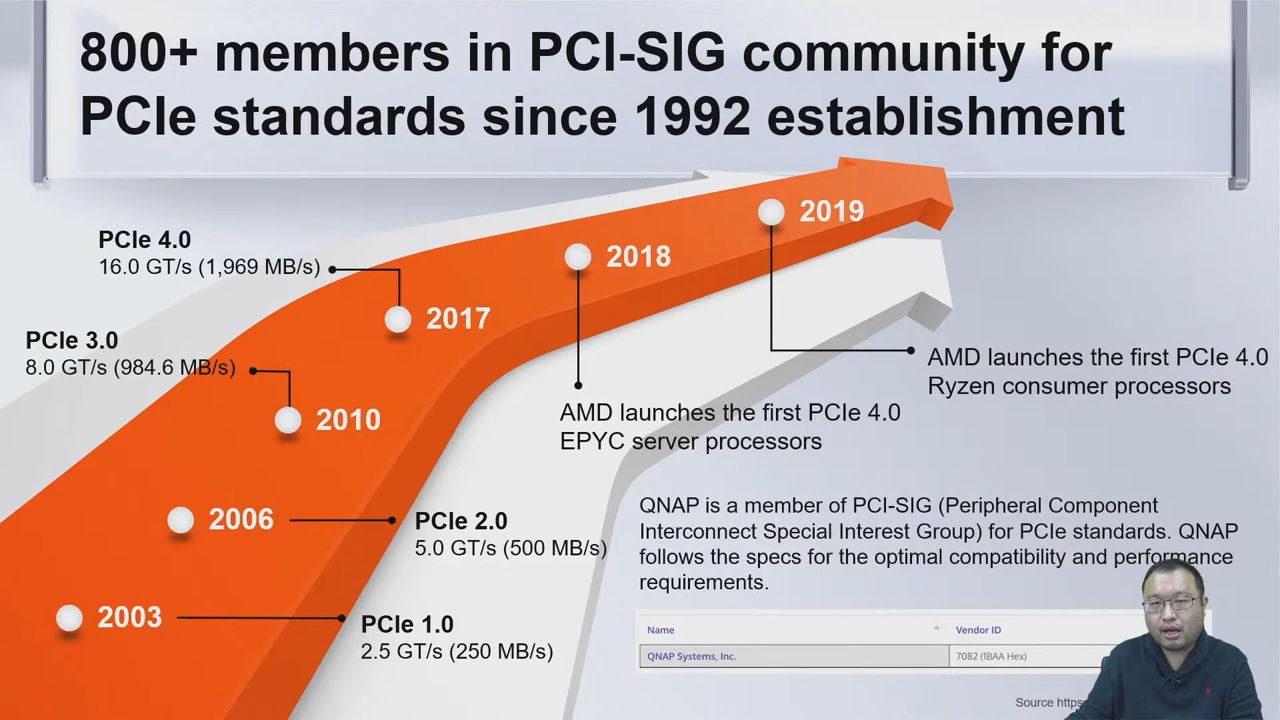 800+ members in PCI-SIG community for
PCIe standards since 1992 establishment
2019
PCIe 4.0
16.0 GT/s (1,969 MB/s)
2018
2017
PCIe 3.0
8.0 GT/s (984.6 MB/s)
AMD launches the first PCIe 4.0
Ryzen consumer processors
2010
AMD launches the first PCIe 4.0
EPYC server processors
QNAP is a member of PCI-SIG (Peripheral Component
Interconnect Special Interest Group) for PCIe standards. QNAP
follows the specs for the optimal compatibility and performance
requirements.
2006
PCIe 2.0
5.0 GT/s (500 MB/s)
2003
PCIe 1.0
2.5 GT/s (250 MB/s)
Name Vendor ID
QNAP Systems, Inc. 7082 (1BAA Hex)
Source